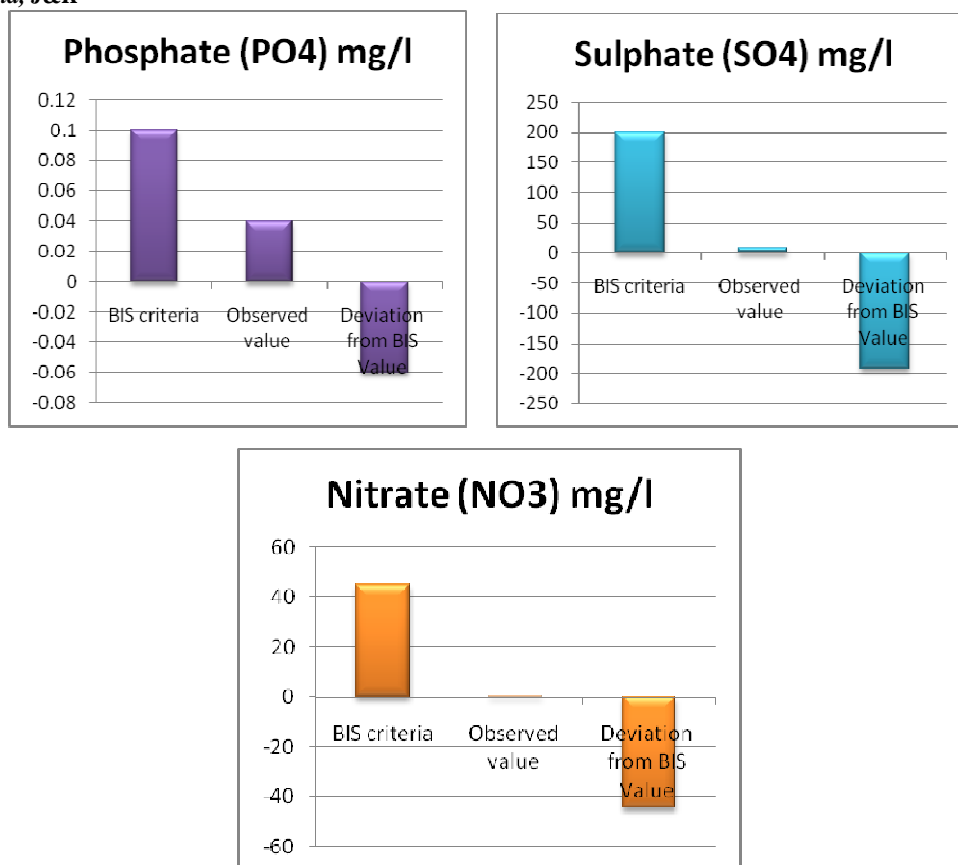 Phosphate (PO4) mg/l
0.12
0.1
0.08
0.06
0.04
0.02
0
-0.02
-0.04
-0.06
-0.08
BIS criteria
Observed
value
Deviation
from BIS
Value
Sulphate (SO4) mg/l
250
200
150
100
50
0
-50
-100
-150
-200
-250
BIS criteria
Observed
value
Deviation
from BIS
Value
Nitrate (NO3) mg/l
60
40
20
0
-20
-40
-60
BIS criteria
Observed
value
Deviation
from BIS
Value